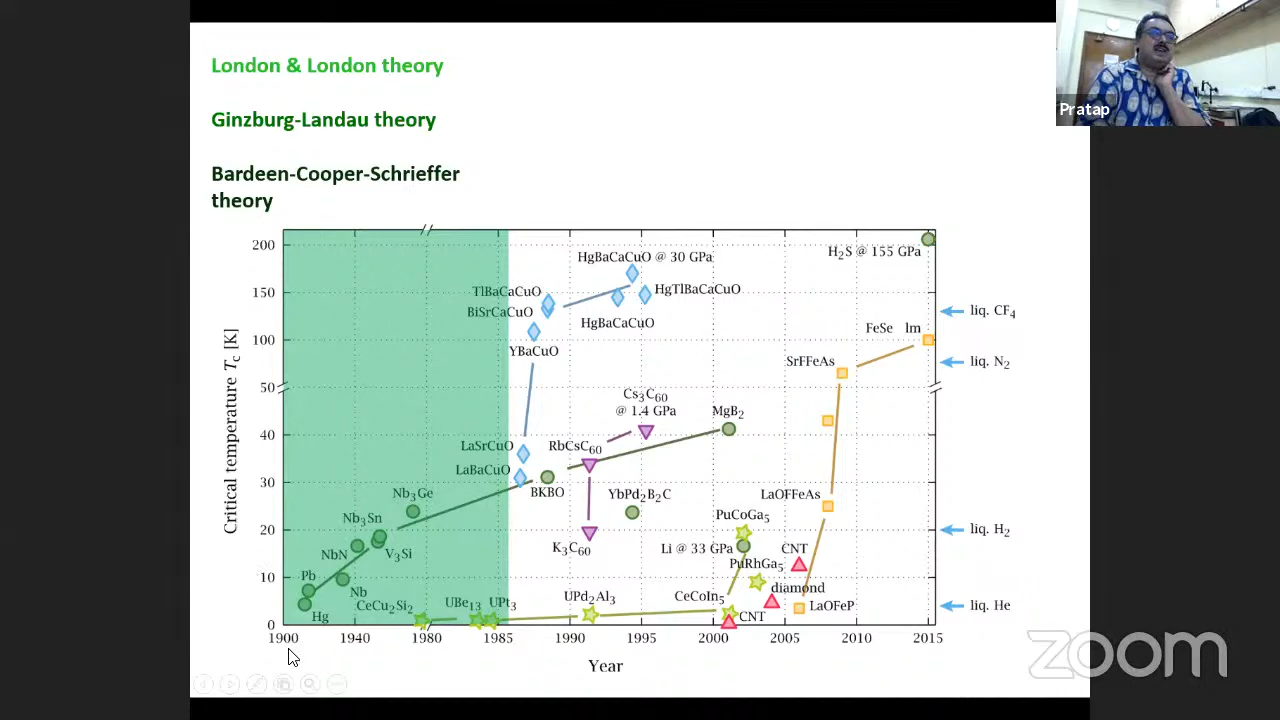 London & London theory
Pratap
Ginzburg-Landau theory
Bardeen-Cooper-Schrieffer
theory
Critical temperature Tc [K]
200
150
100
50
40
30
20
10
0
H2S @ 155 GPa
HgBaCaCuO @ 30 GPa
TlBaCaCuO
HgTlBaCaCuO
BiSrCaCuO
HgBaCaCuO
liq. CF4
FeSe lm
YBaCuO
SrFFeAs
liq. N2
Cs3C60
@ 1.4 GPa
MgB2
LaSrCuO
RbCsC60
LaBaCuO
BKBO
Nb3Ge
YbPd2B2C
LaOFFeAs
Nb3Sn
PuCoGa5
liq. H2
NbN
V3Si
K3C60
Li @ 33 GPa
CNT
PuRhGa5
Pb
Nb
diamond
CeCu2Si2
UBe13
UPt3
UPd2Al3
CeCoIn5
LaOFeP
liq. He
Hg
CNT
1900 1940 1980 1985 1990 1995 2000 2005 2010 2015
Year
zoom